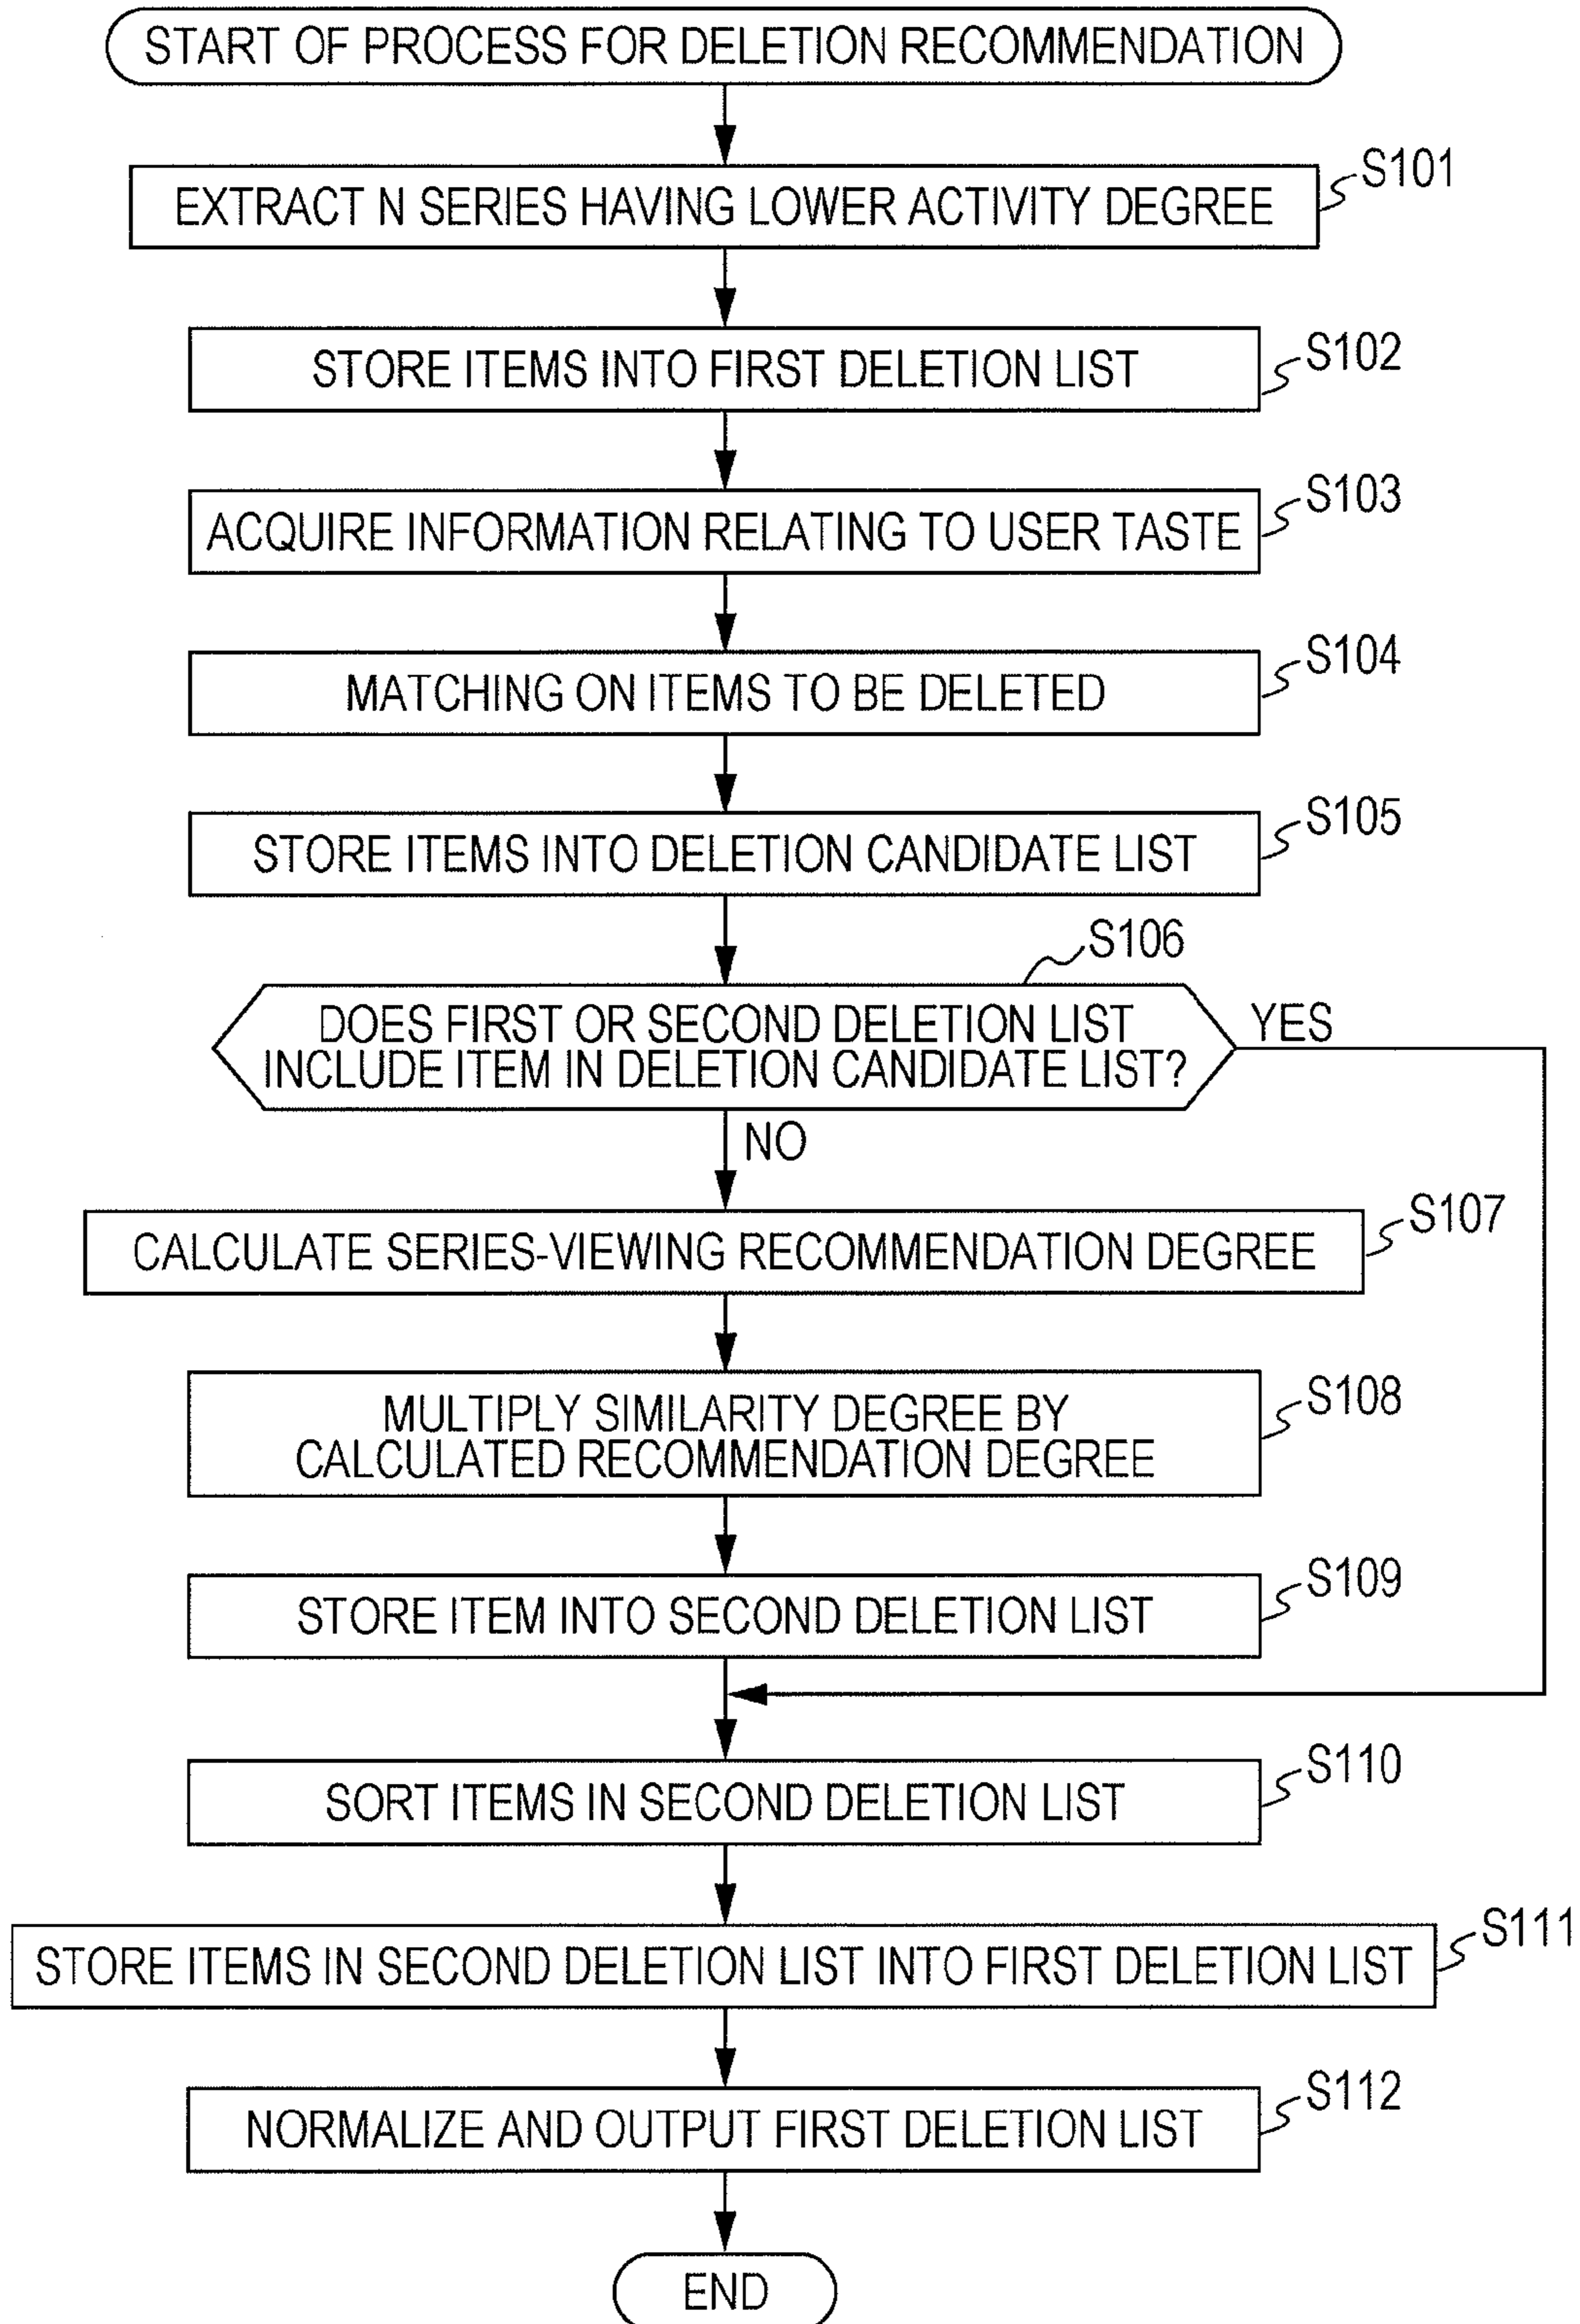 START OF PROCESS FOR DELETION RECOMMENDATION
S101
EXTRACT N SERIES HAVING LOWER ACTIVITY DEGREE
S102
STORE ITEMS INTO FIRST DELETION LIST
S103
ACQUIRE INFORMATION RELATING TO USER TASTE
S104
MATCHING ON ITEMS TO BE DELETED
S105
STORE ITEMS INTO DELETION CANDIDATE LIST
S106
DOES FIRST OR SECOND DELETION LIST
INCLUDE ITEM IN DELETION CANDIDATE LIST?
YES
NO
S107
CALCULATE SERIES-VIEWING RECOMMENDATION DEGREE
S108
MULTIPLY SIMILARITY DEGREE BY
CALCULATED RECOMMENDATION DEGREE
S109
STORE ITEM INTO SECOND DELETION LIST
S110
SORT ITEMS IN SECOND DELETION LIST
S111
STORE ITEMS IN SECOND DELETION LIST INTO FIRST DELETION LIST
S112
NORMALIZE AND OUTPUT FIRST DELETION LIST
END